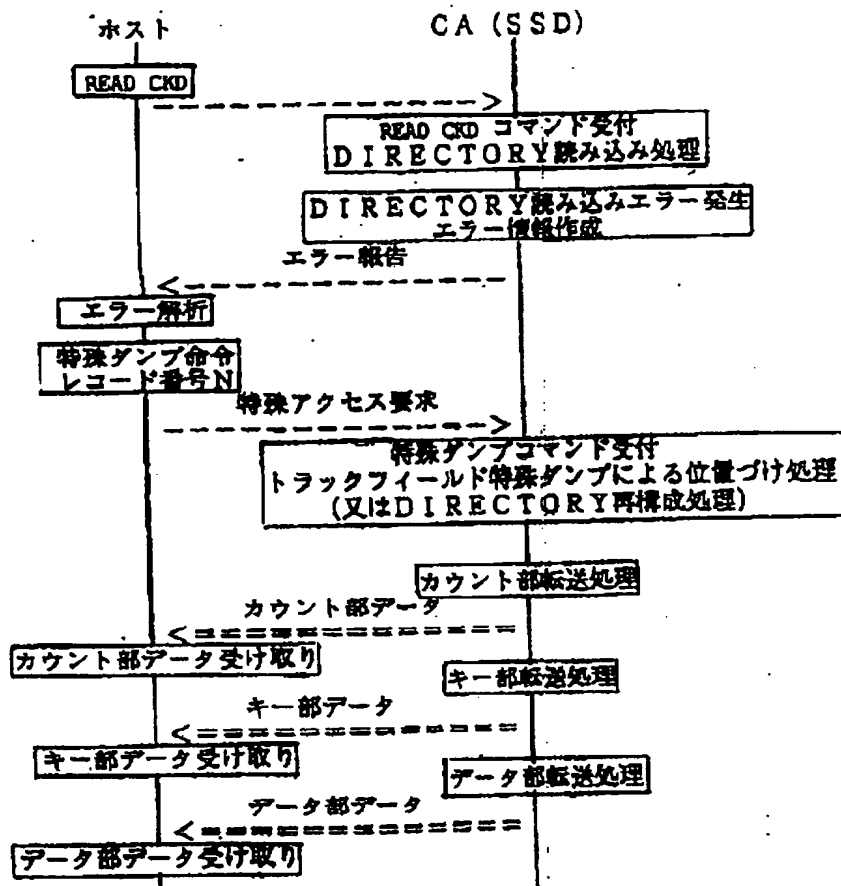 ホスト
CA (SSD)
READ CKD
READ CKD コマンド受付
DIRECTORY読み込み処理
DIRECTORY読み込みエラー発生
エラー情報作成
エラー報告
エラー解析
特殊ダンプ命令
レコード番号N
特殊アクセス要求
特殊ダンプコマンド受付
トラックフィールド特殊ダンプによる位置づけ処理
(又はDIRECTORY再構成処理)
カウント部転送処理
カウント部データ
カウント部データ受け取り
キー部転送処理
キー部データ
キー部データ受け取り
データ部転送処理
データ部データ
データ部データ受け取り